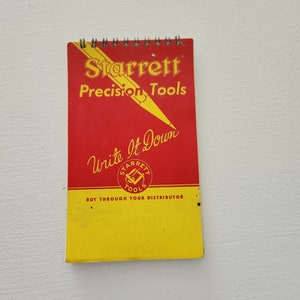 Starrett
Precision Tools
Write It Down
STARRETT
TOOLS
BUY THROUGH YOUR DISTRIBUTOR